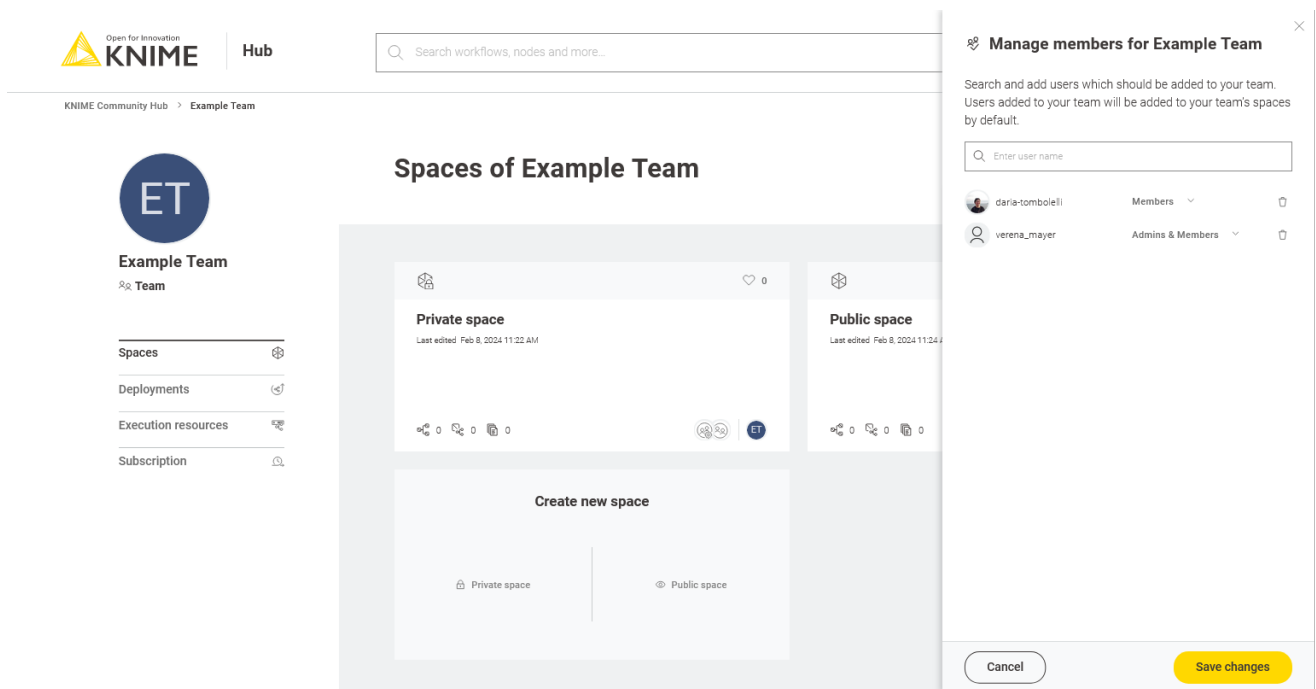 Open for Innovation
KNIME
Hub
Search workflows, nodes and more...
KNIME Community Hub > Example Team
ET
Example Team
Team
Spaces
Deployments
Execution resources
Subscription
Spaces of Example Team
0
Private space
Last edited Feb 8, 2024 11:22 AM
0 0 0
ET
Public space
Last edited Feb 8, 2024 11:24
0 0 0
Create new space
Private space
Public space
Manage members for Example Team
Search and add users which should be added to your team.
Users added to your team will be added to your team's spaces
by default.
Enter user name
daria-tombolelli Members
verena_mayer Admins & Members
Cancel
Save changes